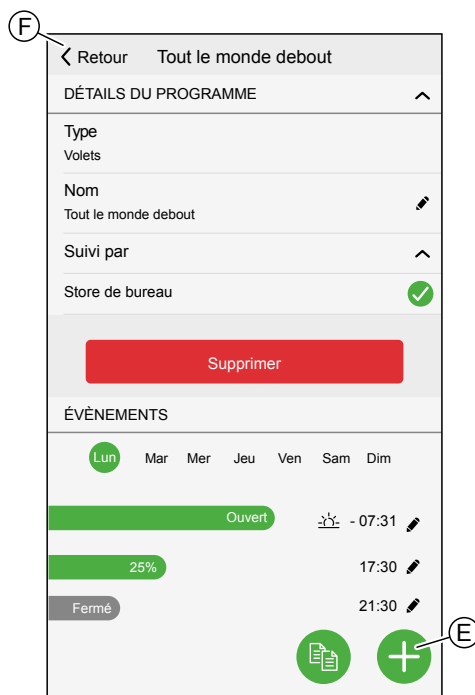 F
Retour Tout le monde debout
DÉTAILS DU PROGRAMME
Type
Volets
Nom
Tout le monde debout
Suivi par
Store de bureau
Supprimer
ÉVÈNEMENTS
Lun Mar Mer Jeu Ven Sam Dim
Ouvert - 07:31
25% 17:30
Fermé 21:30
E